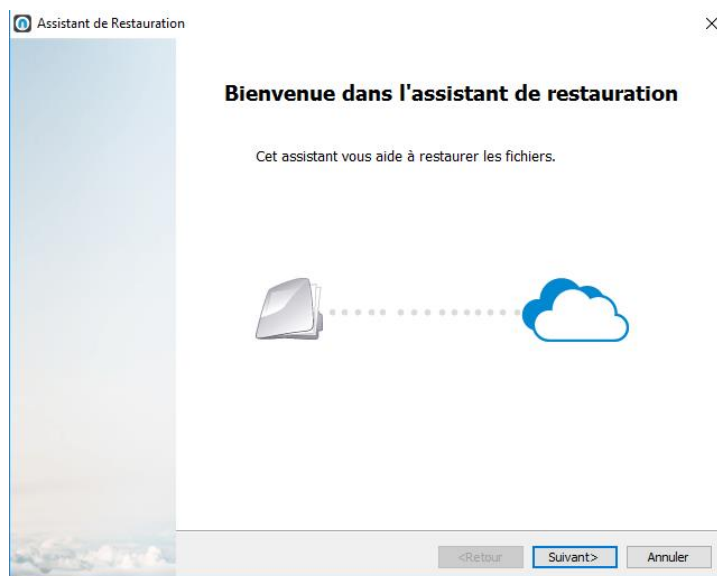 Assistant de Restauration
Bienvenue dans l'assistant de restauration
Cet assistant vous aide à restaurer les fichiers.
<Retour
Suivant>
Annuler